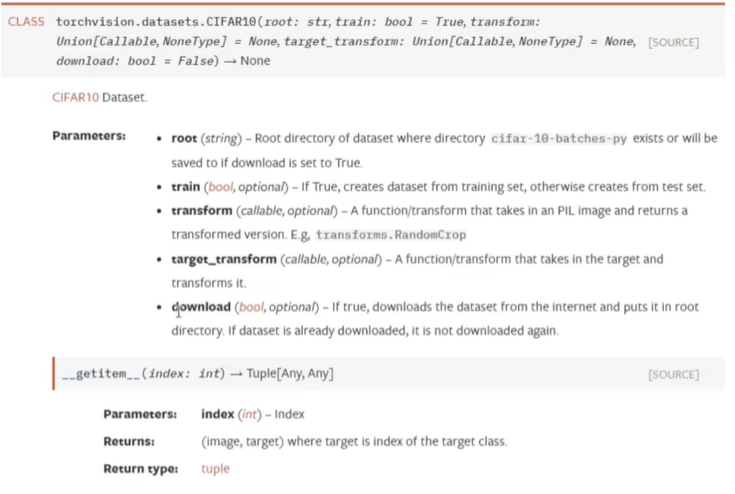 CLASS torchvision.datasets.CIFAR10(root: str, train: bool = True, transform:
Union[Callable, NoneType] = None, target_transform: Union[Callable, NoneType] = None, [SOURCE]
download: bool = False) → None
CIFAR10 Dataset.
Parameters: • root (string) – Root directory of dataset where directory cifar-10-batches-py exists or will be
saved to if download is set to True.
• train (bool, optional) – If True, creates dataset from training set, otherwise creates from test set.
• transform (callable, optional) – A function/transform that takes in an PIL image and returns a
transformed version. E.g, transforms.RandomCrop
• target_transform (callable, optional) – A function/transform that takes in the target and
transforms it.
• download (bool, optional) – If true, downloads the dataset from the internet and puts it in root
directory. If dataset is already downloaded, it is not downloaded again.
__getitem__(index: int) → Tuple[Any, Any] [SOURCE]
Parameters: index (int) – Index
Returns: (image, target) where target is index of the target class.
Return type: tuple